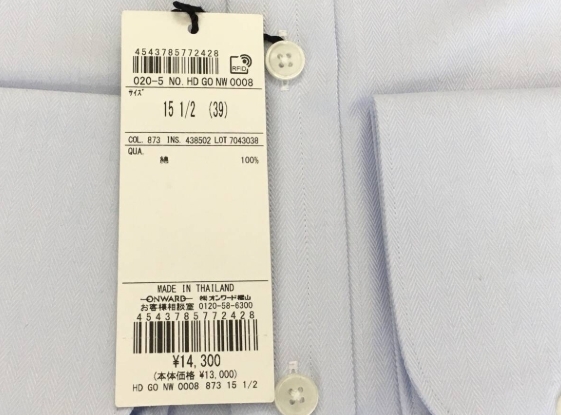 4543785772428
RFID
020-5 NO. HD GO NW 0008
サイズ
15 1/2 (39)
COL. 873 INS. 438502 LOT 7043038
QUA.
綿 100%
MADE IN THAILAND
ONWARD ㈱オンワード樫山
お客様相談室 0120-58-6300
4543785772428
¥14,300
(本体価格 ¥13,000)
HD GO NW 0008 873 15 1/2